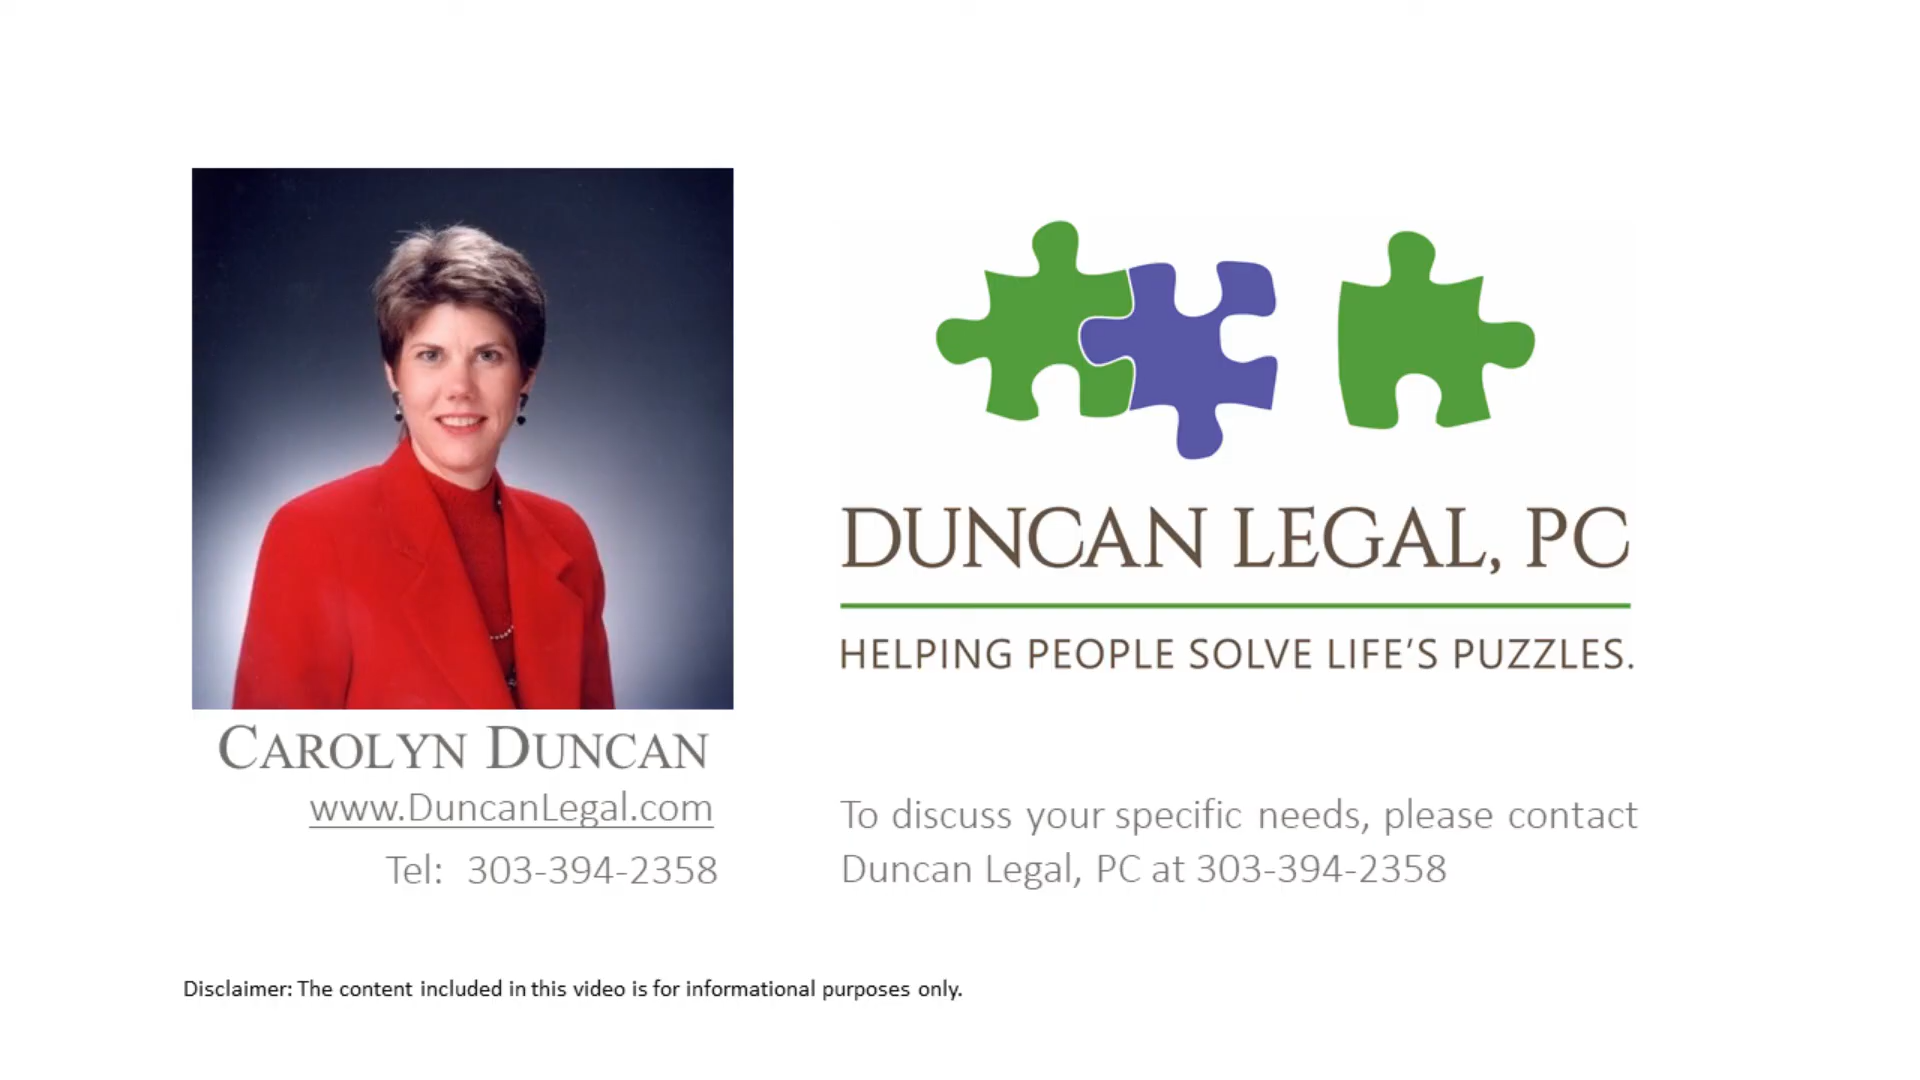 DUNCAN LEGAL, PC
HELPING PEOPLE SOLVE LIFE'S PUZZLES.
CAROLYN DUNCAN
www.DuncanLegal.com
Tel: 303-394-2358
To discuss your specific needs, please contact
Duncan Legal, PC at 303-394-2358
Disclaimer: The content included in this video is for informational purposes only.